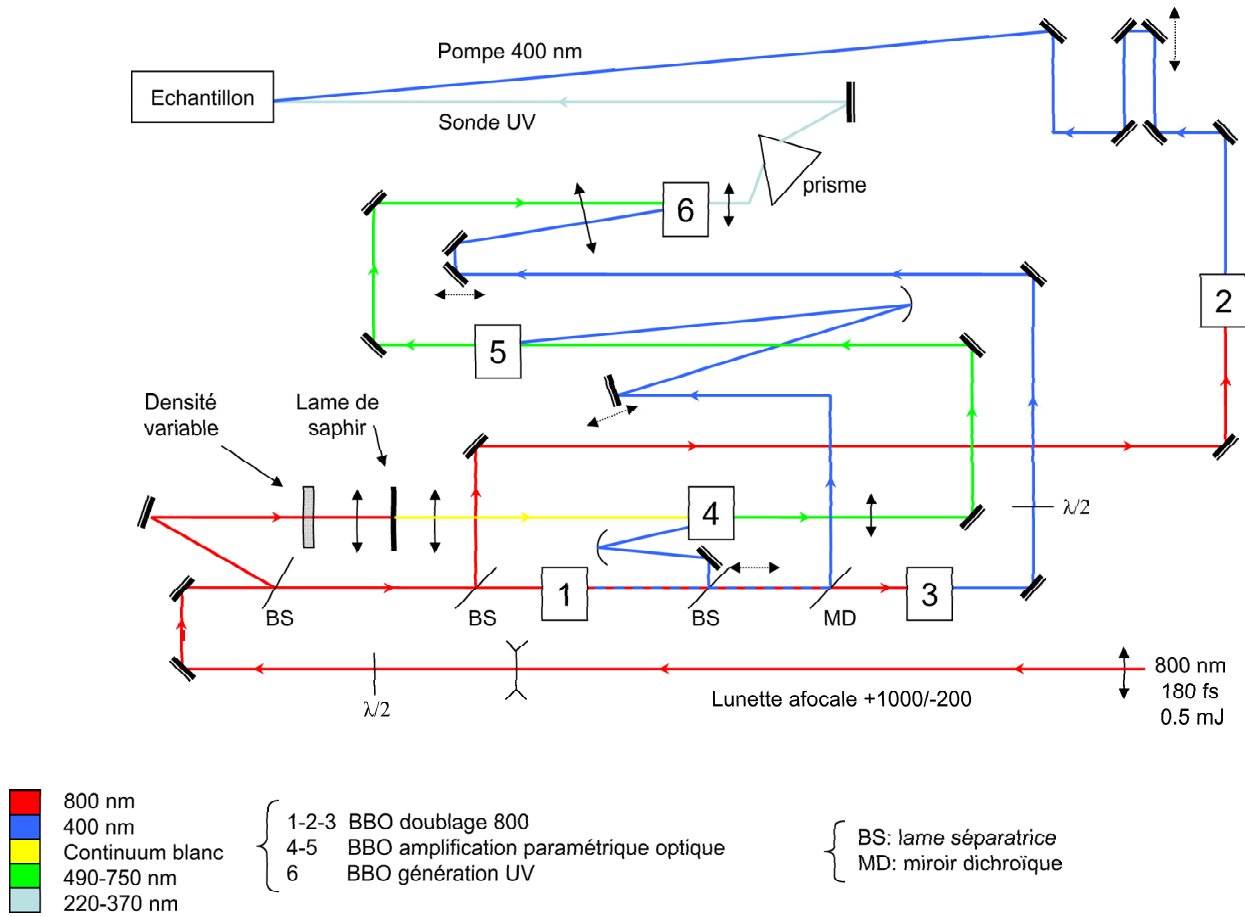 Pompe 400 nm
Echantillon
Sonde UV
prisme
6
2
5
Densité
variable
Lame de
saphir
4
λ/2
1
3
BS
BS
BS
MD
λ/2
Lunette afocale +1000/-200
800 nm
180 fs
0.5 mJ
800 nm
400 nm
Continuum blanc
490-750 nm
220-370 nm
1-2-3 BBO doublage 800
4-5 BBO amplification paramétrique optique
6 BBO génération UV
BS: lame séparatrice
MD: miroir dichroïque